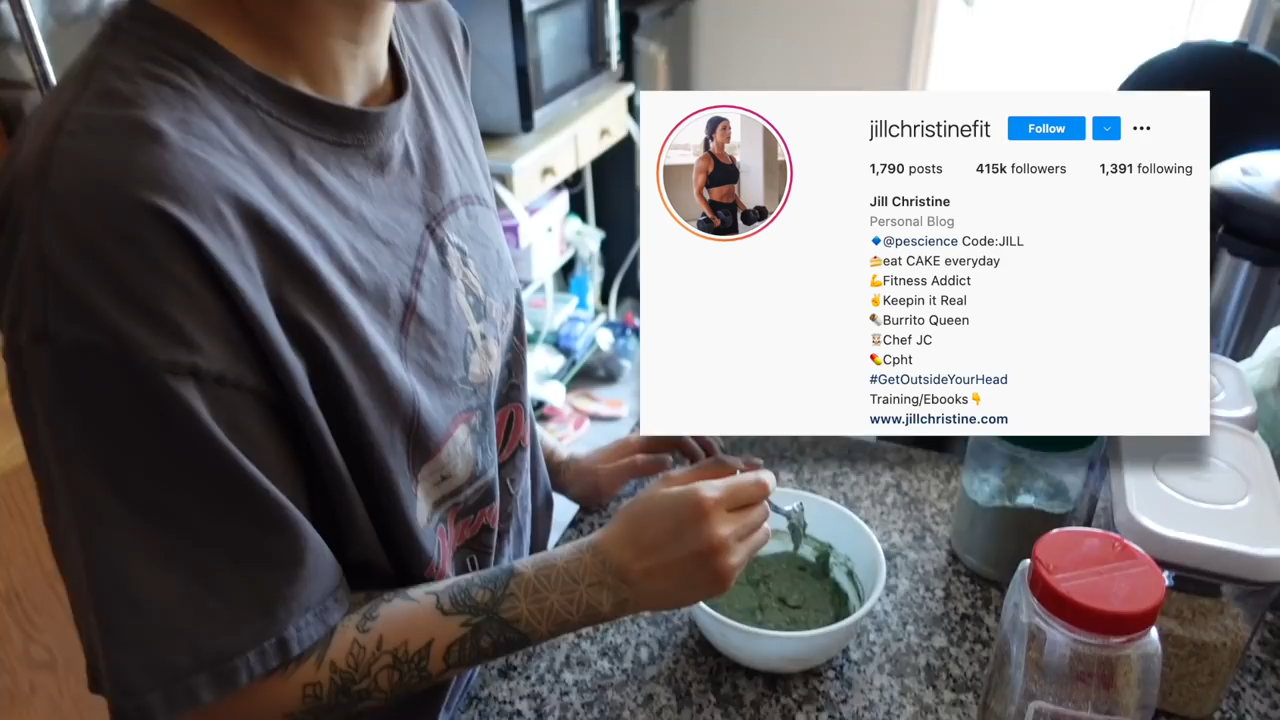 jillchristinefit Follow
1,790 posts 415k followers 1,391 following
Jill Christine
Personal Blog
🔹@pescience Code:JILL
🍰eat CAKE everyday
💪Fitness Addict
✌️Keepin it Real
🌯Burrito Queen
👨‍🍳Chef JC
💊Cpht
#GetOutsideYourHead
Training/Ebooks👇
www.jillchristine.com